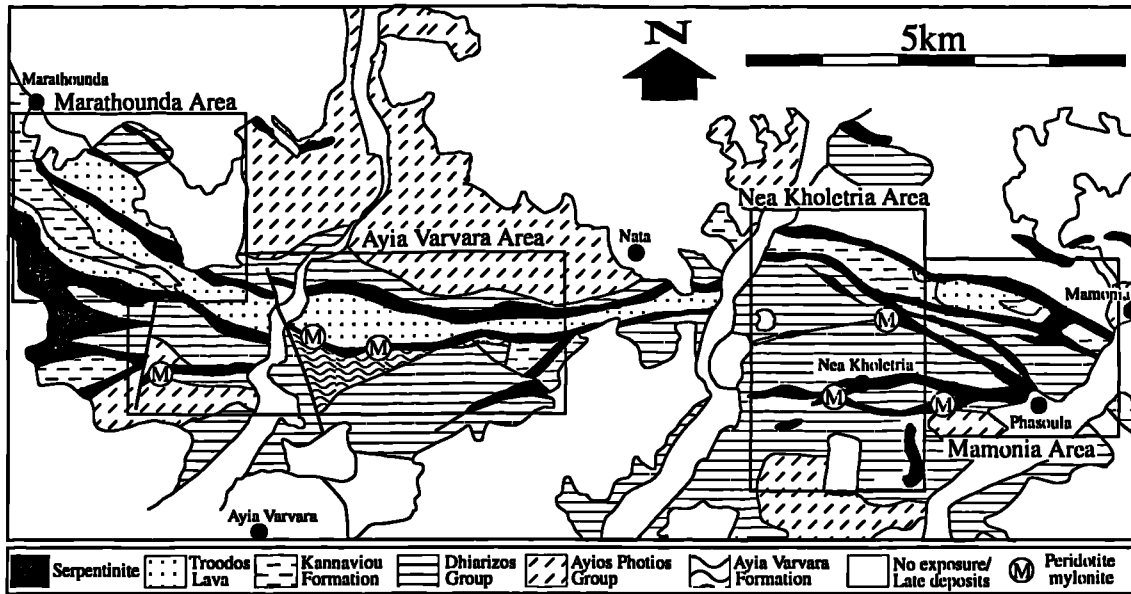 N
5km
Marathounda
Marathounda Area
Nea Kholetria Area
Ayia Varvara Area
Nata
Mamonia
M
M
M
M
Nea Kholetria
M
M
Phasoula
Mamonia Area
Ayia Varvara
Serpentinite
Troodos
Lava
Kannaviou
Formation
Dhiarizos
Group
Ayios Photios
Group
Ayia Varvara
Formation
No exposure/
Late deposits
M
Peridotite
mylonite